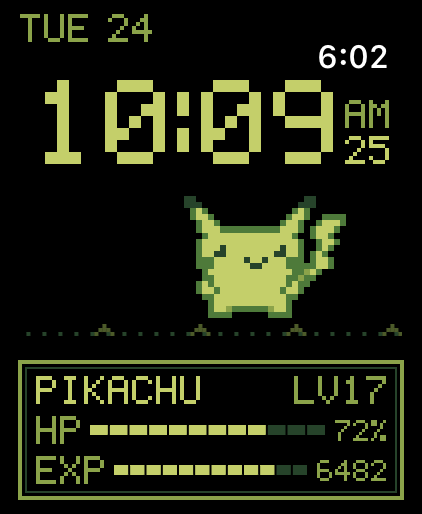 TUE 24
6:02
10:09
AM
25
PIKACHU LV17
HP 72%
EXP 6482